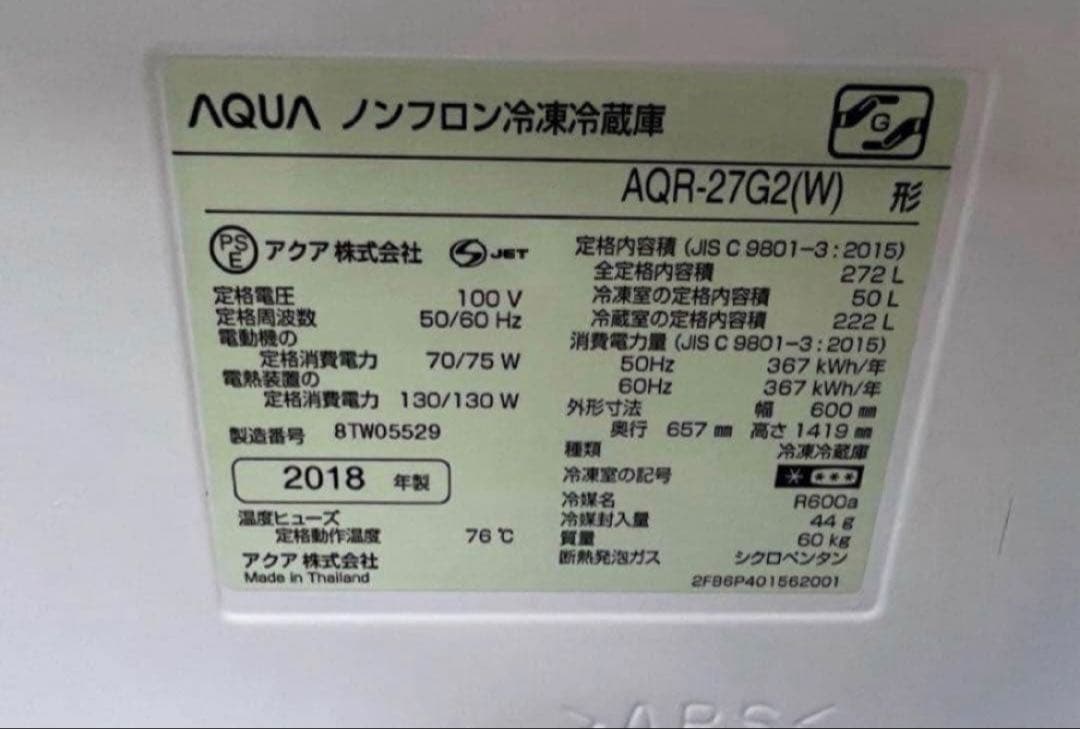 AQUA ノンフロン冷凍冷蔵庫
G
AQR-27G2(W) 形
PSE アクア 株式会社 S JET
定格電圧 100 V
定格周波数 50/60 Hz
電動機の
定格消費電力 70/75 W
電熱装置の
定格消費電力 130/130 W
製造番号 8TW05529
2018 年製
温度ヒューズ
定格動作温度 76 ℃
アクア 株式会社
Made in Thailand
定格内容積 (JIS C 9801-3 : 2015)
全定格内容積 272 L
冷凍室の定格内容積 50 L
冷蔵室の定格内容積 222 L
消費電力量 (JIS C 9801-3 : 2015)
50Hz 367 kWh/年
60Hz 367 kWh/年
外形寸法 幅 600 mm
奥行 657 mm 高さ 1419 mm
種類 冷凍冷蔵庫
冷凍室の記号 * ***
冷媒名 R600a
冷媒封入量 44 g
質量 60 kg
断熱発泡ガス シクロペンタン
2FB6P401562001
>ABS<